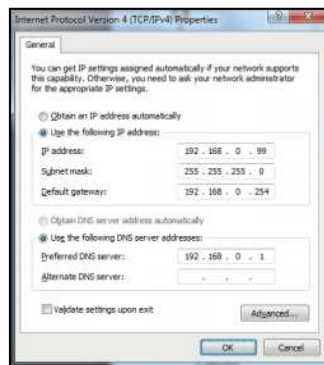 Internet Protocol Version 4 (TCP/IPv4) Properties
General
You can get IP settings assigned automatically if your network supports
this capability. Otherwise, you need to ask your network administrator
for the appropriate IP settings.
Obtain an IP address automatically
Use the following IP address:
IP address: 192 . 168 . 0 . 99
Subnet mask: 255 . 255 . 255 . 0
Default gateway: 192 . 168 . 0 . 254
Obtain DNS server address automatically
Use the following DNS server addresses:
Preferred DNS server: 192 . 168 . 0 . 1
Alternate DNS server: . . .
Validate settings upon exit
Advanced...
OK Cancel